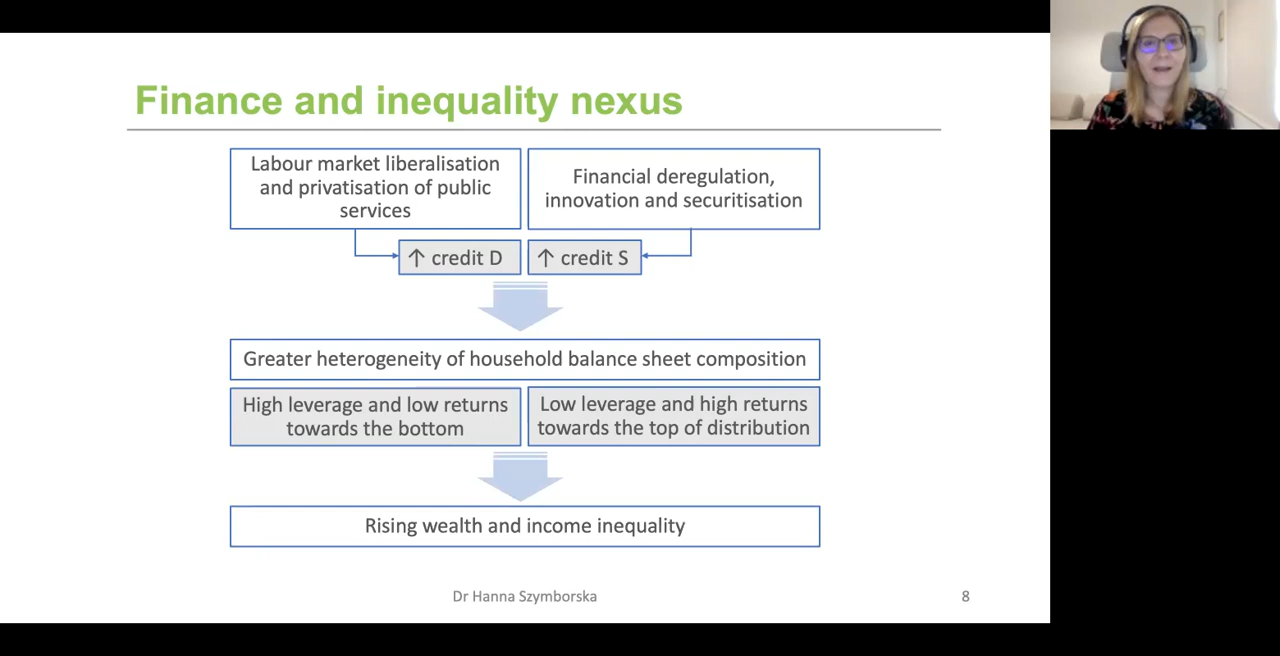 Finance and inequality nexus
Labour market liberalisation
and privatisation of public
services
Financial deregulation,
innovation and securitisation
↑ credit D
↑ credit S
Greater heterogeneity of household balance sheet composition
High leverage and low returns
towards the bottom
Low leverage and high returns
towards the top of distribution
Rising wealth and income inequality
Dr Hanna Szymborska
8